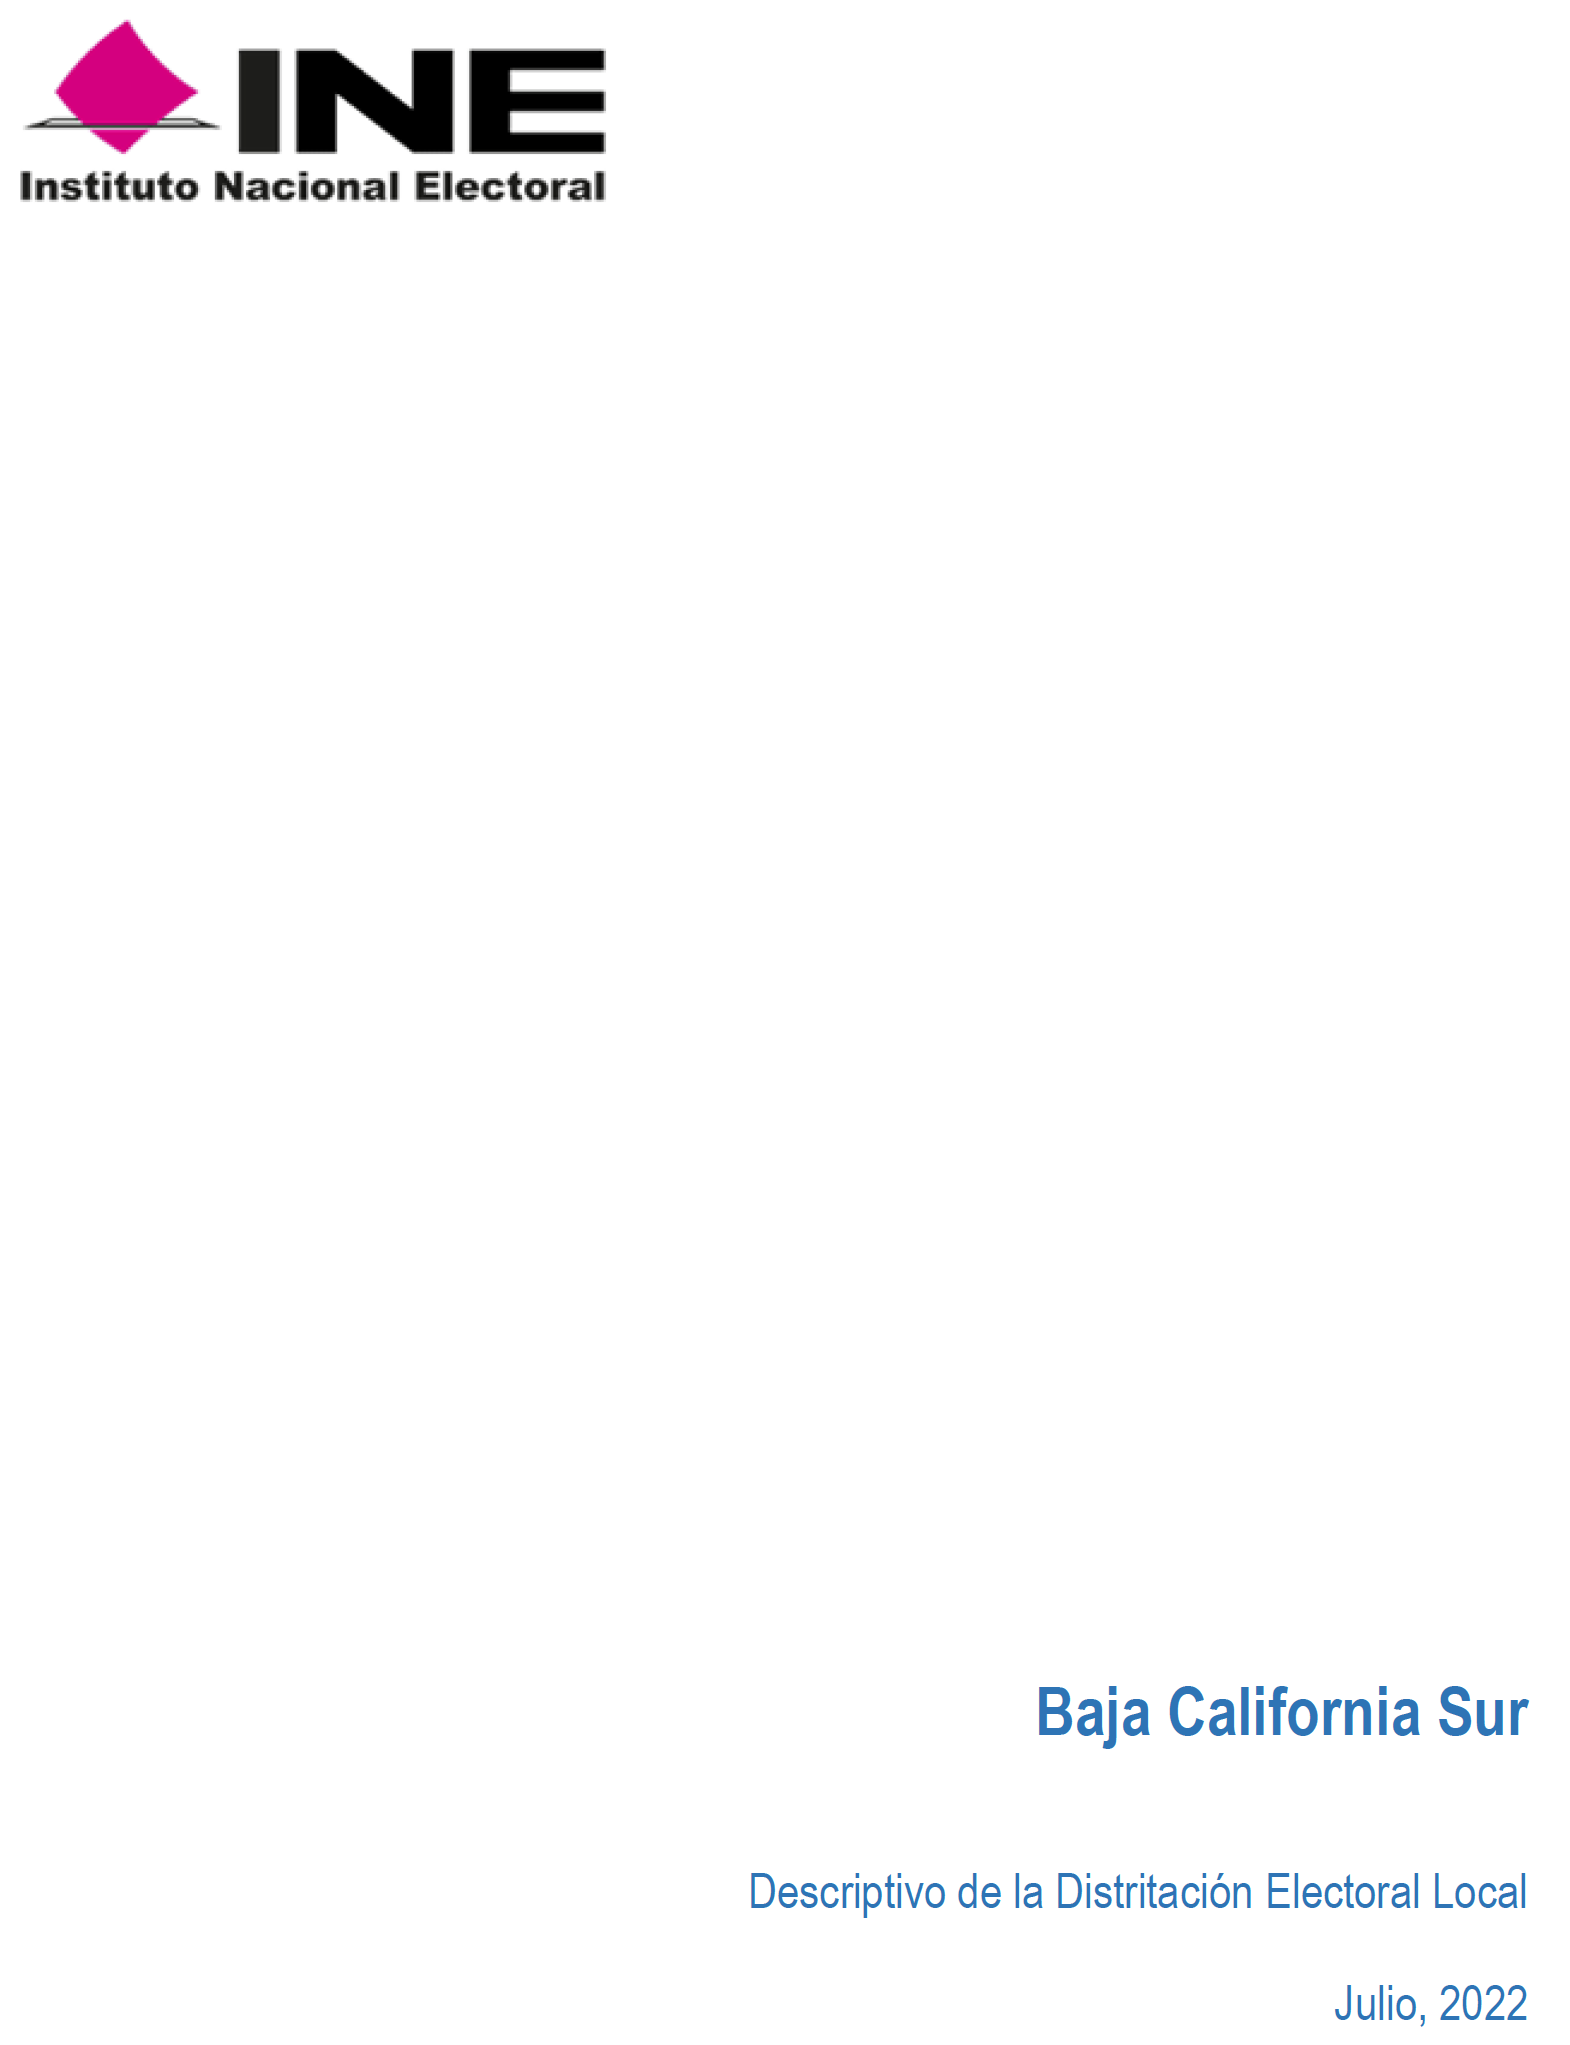 INE
Instituto Nacional Electoral
Baja California Sur
Descriptivo de la Distritación Electoral Local
Julio, 2022